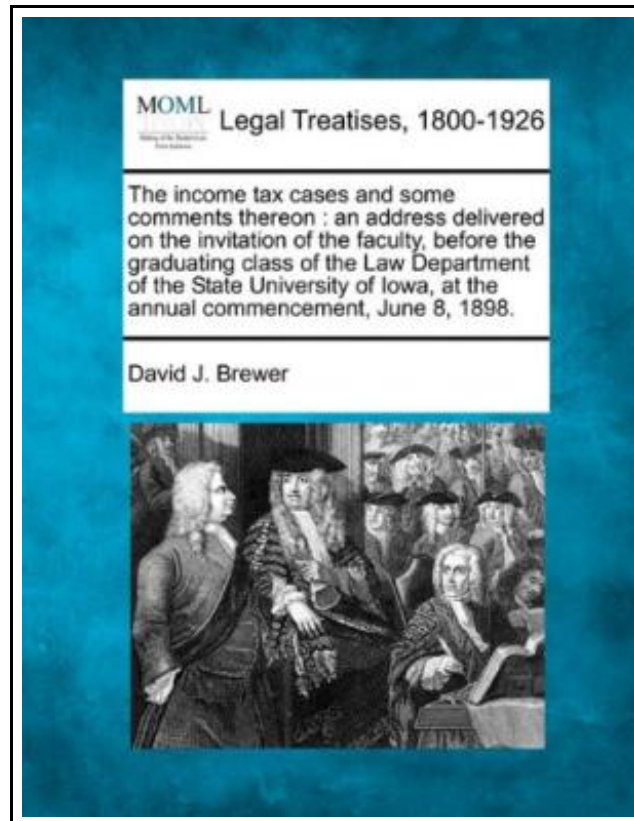 MOML
Legal Treatises, 1800-1926
The income tax cases and some
comments thereon : an address delivered
on the invitation of the faculty, before the
graduating class of the Law Department
of the State University of Iowa, at the
annual commencement, June 8, 1898.
David J. Brewer